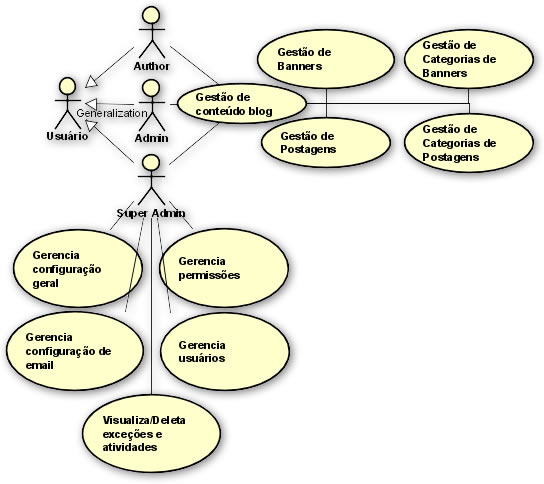 Author
Usuário
Generalization
Admin
Super Admin
Gestão de
conteúdo blog
Gestão de
Banners
Gestão de
Categorias de
Banners
Gestão de
Postagens
Gestão de
Categorias de
Postagens
Gerencia
configuração
geral
Gerencia
permissões
Gerencia
configuração de
email
Gerencia
usuários
Visualiza/Deleta
exceções e
atividades